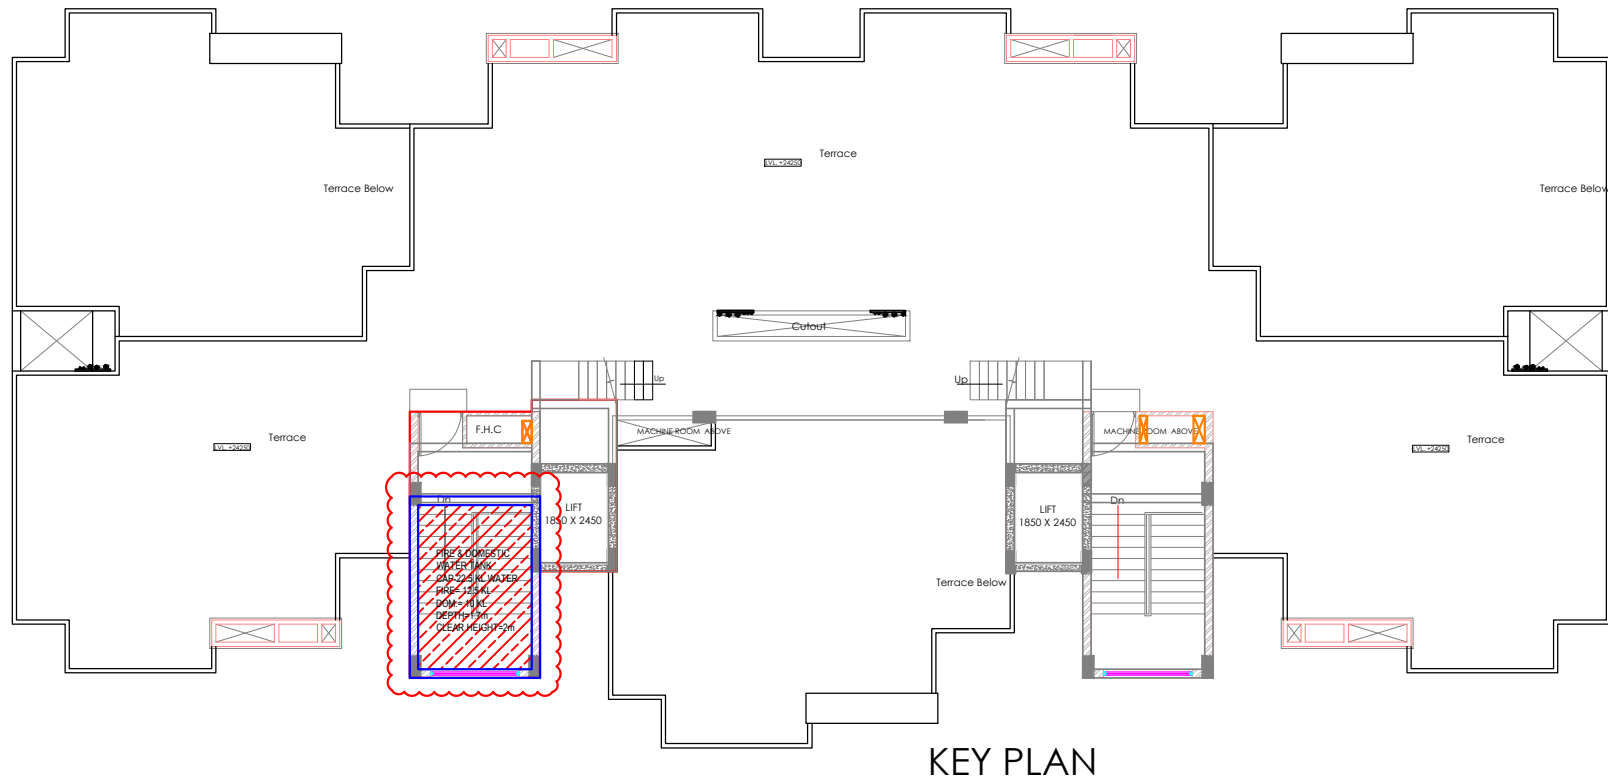 Terrace
LVL. +24250
Terrace Below
Terrace Below
Cutout
Up
Up
F.H.C
MACHINE ROOM ABOVE
MACHINE ROOM ABOVE
Terrace
LVL. +24250
Terrace
LVL. +24250
Dn
Dn
LIFT
1850 X 2450
LIFT
1850 X 2450
FIRE & DOMESTIC
WATER TANK
CAP-22.5 KL WATER
FIRE= 12.5 KL
DOM.= 10 KL
DEPTH=1.7m
CLEAR HEIGHT=2m
Terrace Below
KEY PLAN